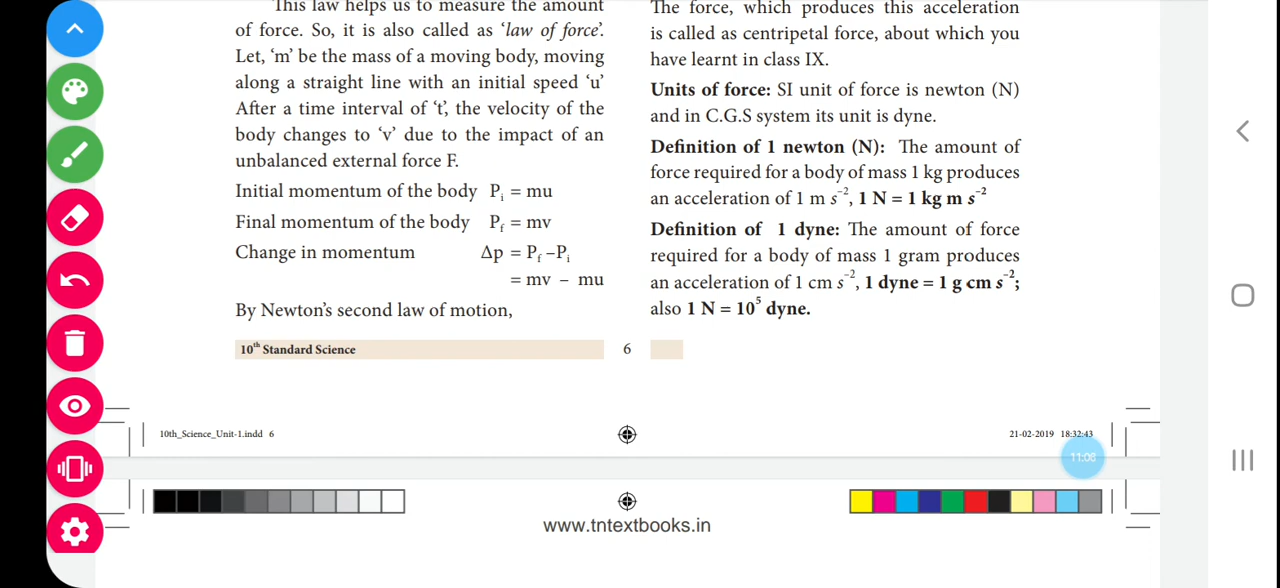 This law helps us to measure the amount
of force. So, it is also called as ‘law of force’.
Let, ‘m’ be the mass of a moving body, moving
along a straight line with an initial speed ‘u’
After a time interval of ‘t’, the velocity of the
body changes to ‘v’ due to the impact of an
unbalanced external force F.
Initial momentum of the body Pᵢ = mu
Final momentum of the body P_f = mv
Change in momentum Δp = P_f –Pᵢ
= mv – mu
By Newton’s second law of motion,
10th Standard Science
6
The force, which produces this acceleration
is called as centripetal force, about which you
have learnt in class IX.
Units of force: SI unit of force is newton (N)
and in C.G.S system its unit is dyne.
Definition of 1 newton (N): The amount of
force required for a body of mass 1 kg produces
an acceleration of 1 m s⁻², 1 N = 1 kg m s⁻²
Definition of 1 dyne: The amount of force
required for a body of mass 1 gram produces
an acceleration of 1 cm s⁻², 1 dyne = 1 g cm s⁻²;
also 1 N = 10⁵ dyne.
10th_Science_Unit-1.indd 6
21-02-2019 18:32:43
11:08
www.tntextbooks.in